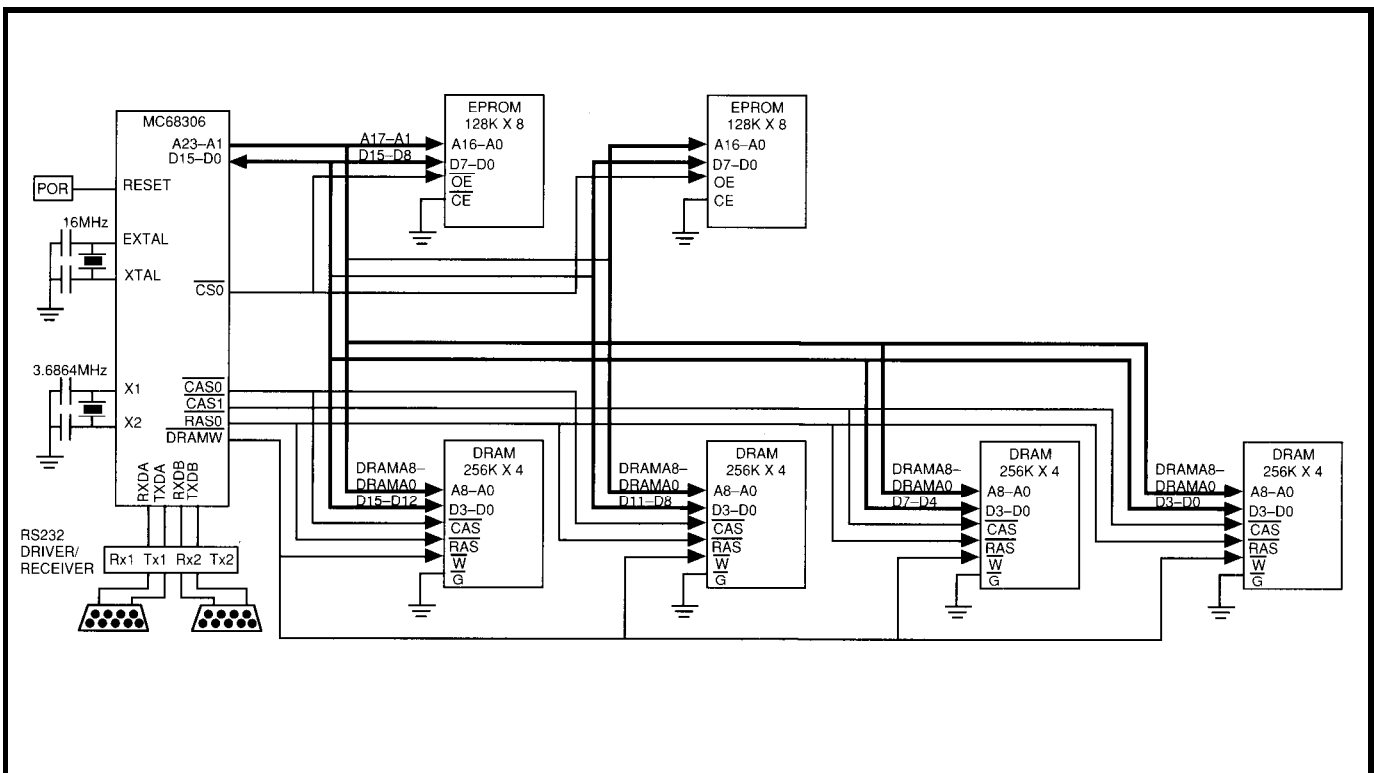 MC68306
A23–A1
D15–D0
RESET
EXTAL
XTAL
CS0
X1
X2
CAS0
CAS1
RAS0
DRAMW
RXDA
TXDA
RXDB
TXDB
POR
16MHz
3.6864MHz
RS232
DRIVER/
RECEIVER
Rx1 Tx1 Rx2 Tx2
A17–A1
D15–D8
EPROM
128K X 8
A16–A0
D7–D0
OE
CE
EPROM
128K X 8
A16–A0
D7–D0
OE
CE
DRAMA8–
DRAMA0
D15–D12
DRAM
256K X 4
A8–A0
D3–D0
CAS
RAS
W
G
DRAMA8–
DRAMA0
D11–D8
DRAM
256K X 4
A8–A0
D3–D0
CAS
RAS
W
G
DRAMA8–
DRAMA0
D7–D4
DRAM
256K X 4
A8–A0
D3–D0
CAS
RAS
W
G
DRAMA8–
DRAMA0
D3–D0
DRAM
256K X 4
A8–A0
D3–D0
CAS
RAS
W
G